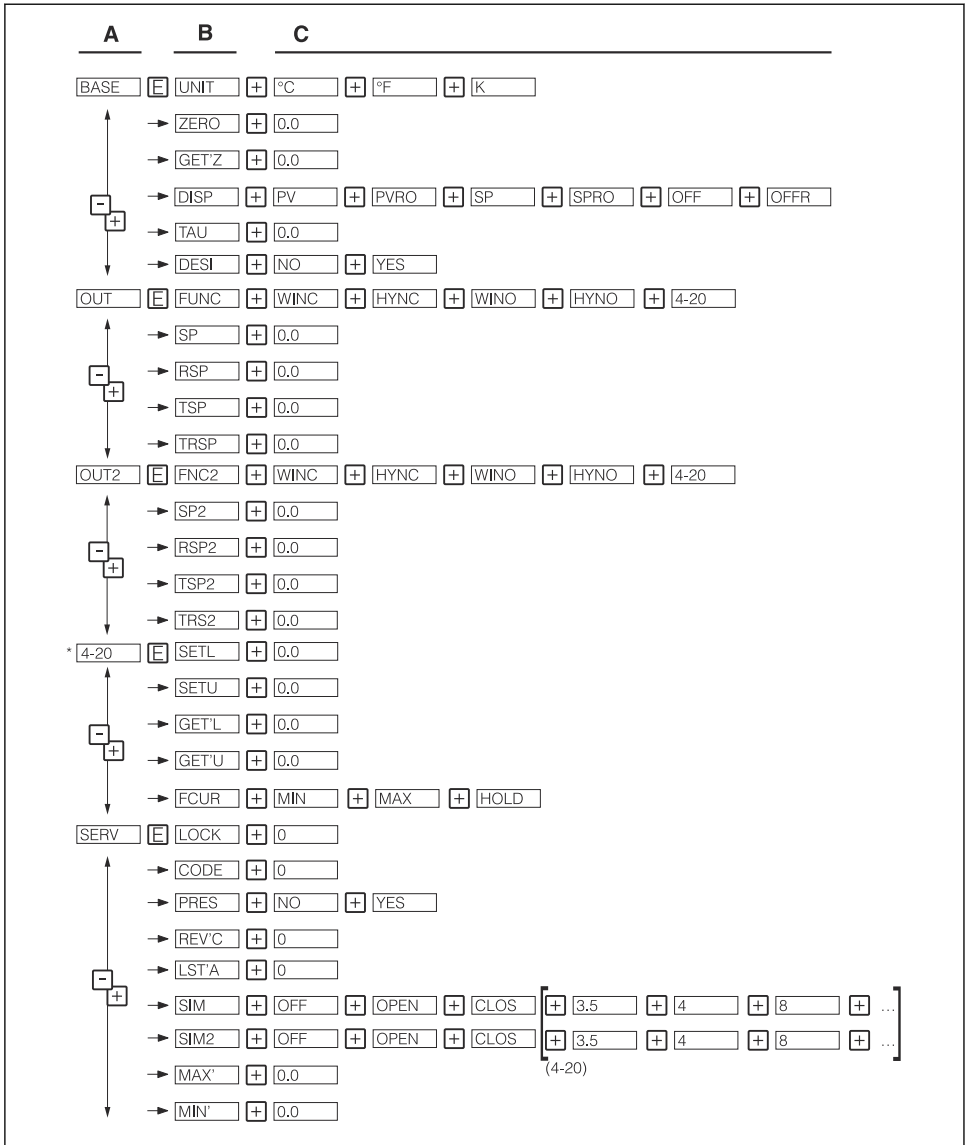 A B C
BASE E UNIT + °C + °F + K
ZERO + 0.0
GET'Z + 0.0
DISP + PV + PVRO + SP + SPRO + OFF + OFFR
-
+
TAU + 0.0
DESI + NO + YES
OUT E FUNC + WINC + HYNC + WINO + HYNO + 4-20
SP + 0.0
RSP + 0.0
-
+
TSP + 0.0
TRSP + 0.0
OUT2 E FNC2 + WINC + HYNC + WINO + HYNO + 4-20
SP2 + 0.0
RSP2 + 0.0
-
+
TSP2 + 0.0
TRS2 + 0.0
* 4-20 E SETL + 0.0
SETU + 0.0
GET'L + 0.0
-
+
GET'U + 0.0
FCUR + MIN + MAX + HOLD
SERV E LOCK + 0
CODE + 0
PRES + NO + YES
REV'C + 0
LST'A + 0
-
+
SIM + OFF + OPEN + CLOS + 3.5 + 4 + 8 + ...
SIM2 + OFF + OPEN + CLOS + 3.5 + 4 + 8 + ...
(4-20)
MAX' + 0.0
MIN' + 0.0